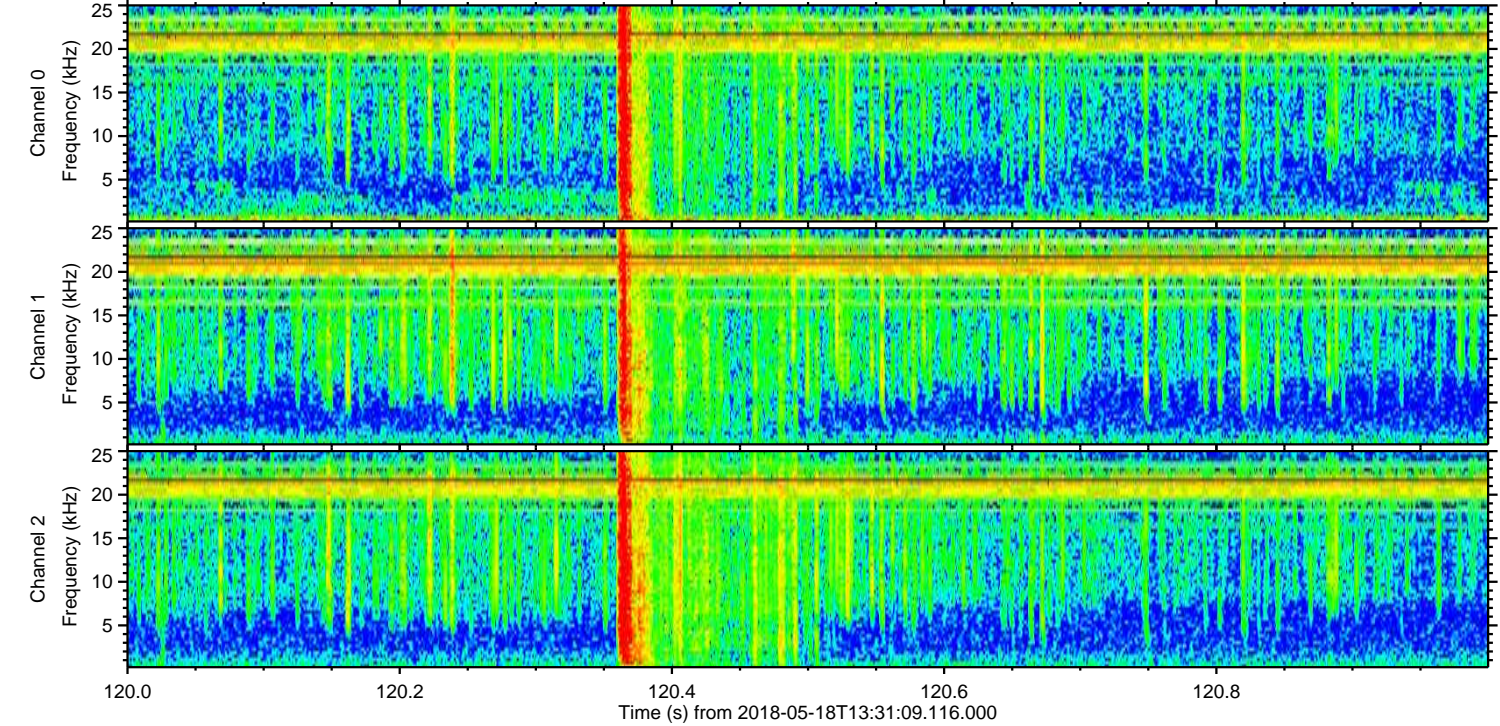 Channel 0
Frequency (kHz)
25
20
15
10
5
Channel 1
Frequency (kHz)
25
20
15
10
5
Channel 2
Frequency (kHz)
25
20
15
10
5
120.0 120.2 120.4 120.6 120.8
Time (s) from 2018-05-18T13:31:09.116.000